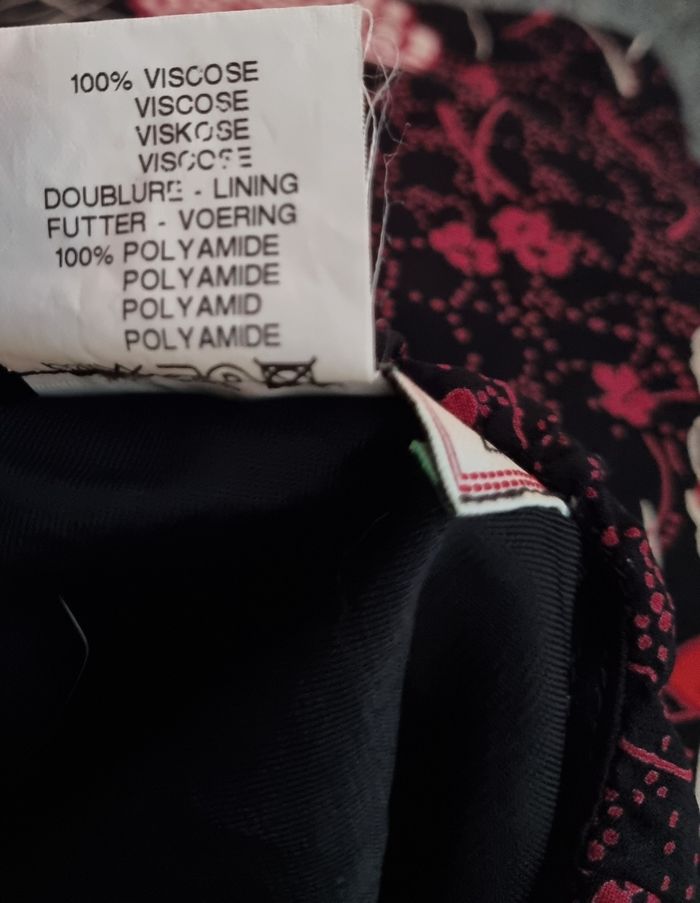 100% VISCOSE
VISCOSE
VISKOSE
VISCOSE
DOUBLURE - LINING
FUTTER - VOERING
100% POLYAMIDE
POLYAMIDE
POLYAMID
POLYAMIDE